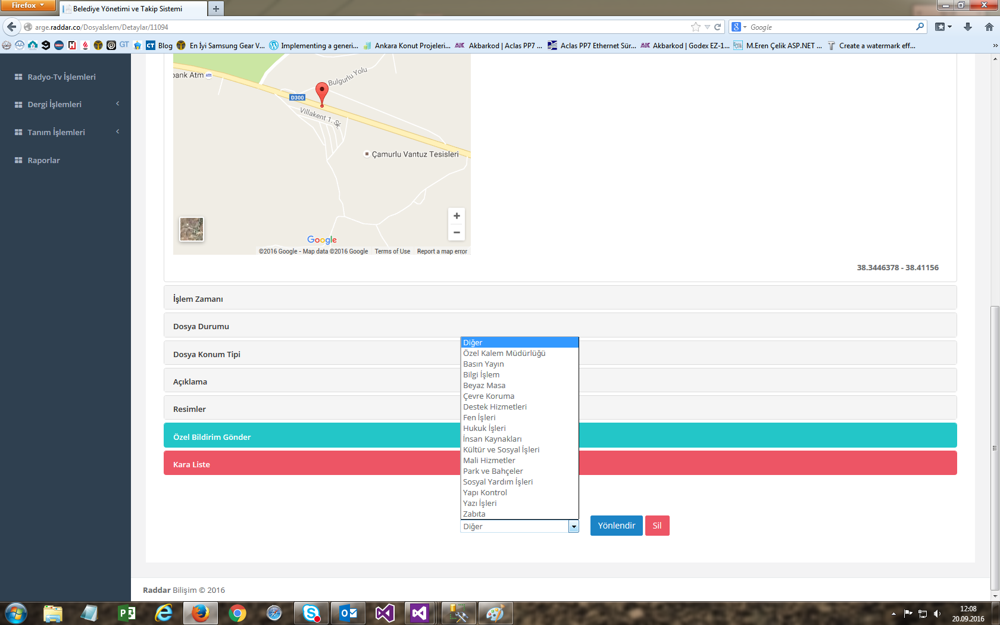 Firefox
Belediye Yönetimi ve Takip Sistemi
arge.raddar.co/DosyaIslem/Detaylar/11094
Google
GT
CT Blog
En İyi Samsung Gear V...
Implementing a generi...
Ankara Konut Projeleri...
Akbarkod | Aclas PP7 ...
Aclas PP7 Ethernet Sür...
Akbarkod | Godex EZ-1...
M.Eren Çelik ASP.NET ...
Create a watermark eff...
Radyo-Tv İşlemleri
Dergi İşlemleri
Tanım İşlemleri
Raporlar
bank Atm
Bulgurlu Yolu
D300
Villakent 1. Sk.
Çamurlu Vantuz Tesisleri
Google
©2016 Google - Map data ©2016 Google
Terms of Use
Report a map error
38.3446378 - 38.41156
İşlem Zamanı
Dosya Durumu
Dosya Konum Tipi
Açıklama
Resimler
Özel Bildirim Gönder
Kara Liste
Diğer
Özel Kalem Müdürlüğü
Basın Yayın
Bilgi İşlem
Beyaz Masa
Çevre Koruma
Destek Hizmetleri
Fen İşleri
Hukuk İşleri
İnsan Kaynakları
Kültür ve Sosyal İşleri
Mali Hizmetler
Park ve Bahçeler
Sosyal Yardım İşleri
Yapı Kontrol
Yazı İşleri
Zabıta
Diğer
Yönlendir
Sil
Raddar Bilişim © 2016
12:08
20.09.2016